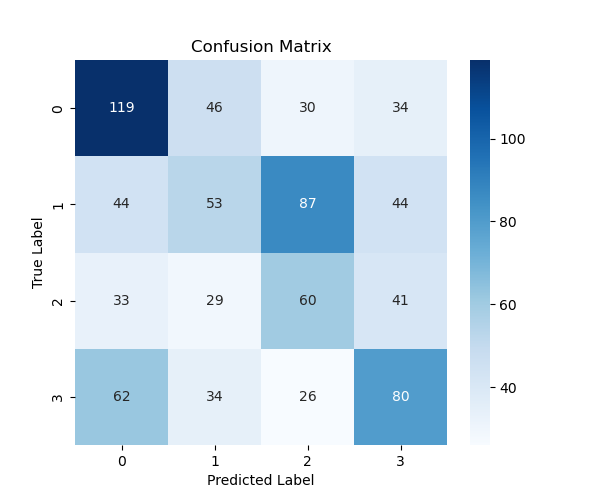 Confusion Matrix
True Label
0 119 46 30 34
1 44 53 87 44
2 33 29 60 41
3 62 34 26 80
0 1 2 3
Predicted Label
100
80
60
40